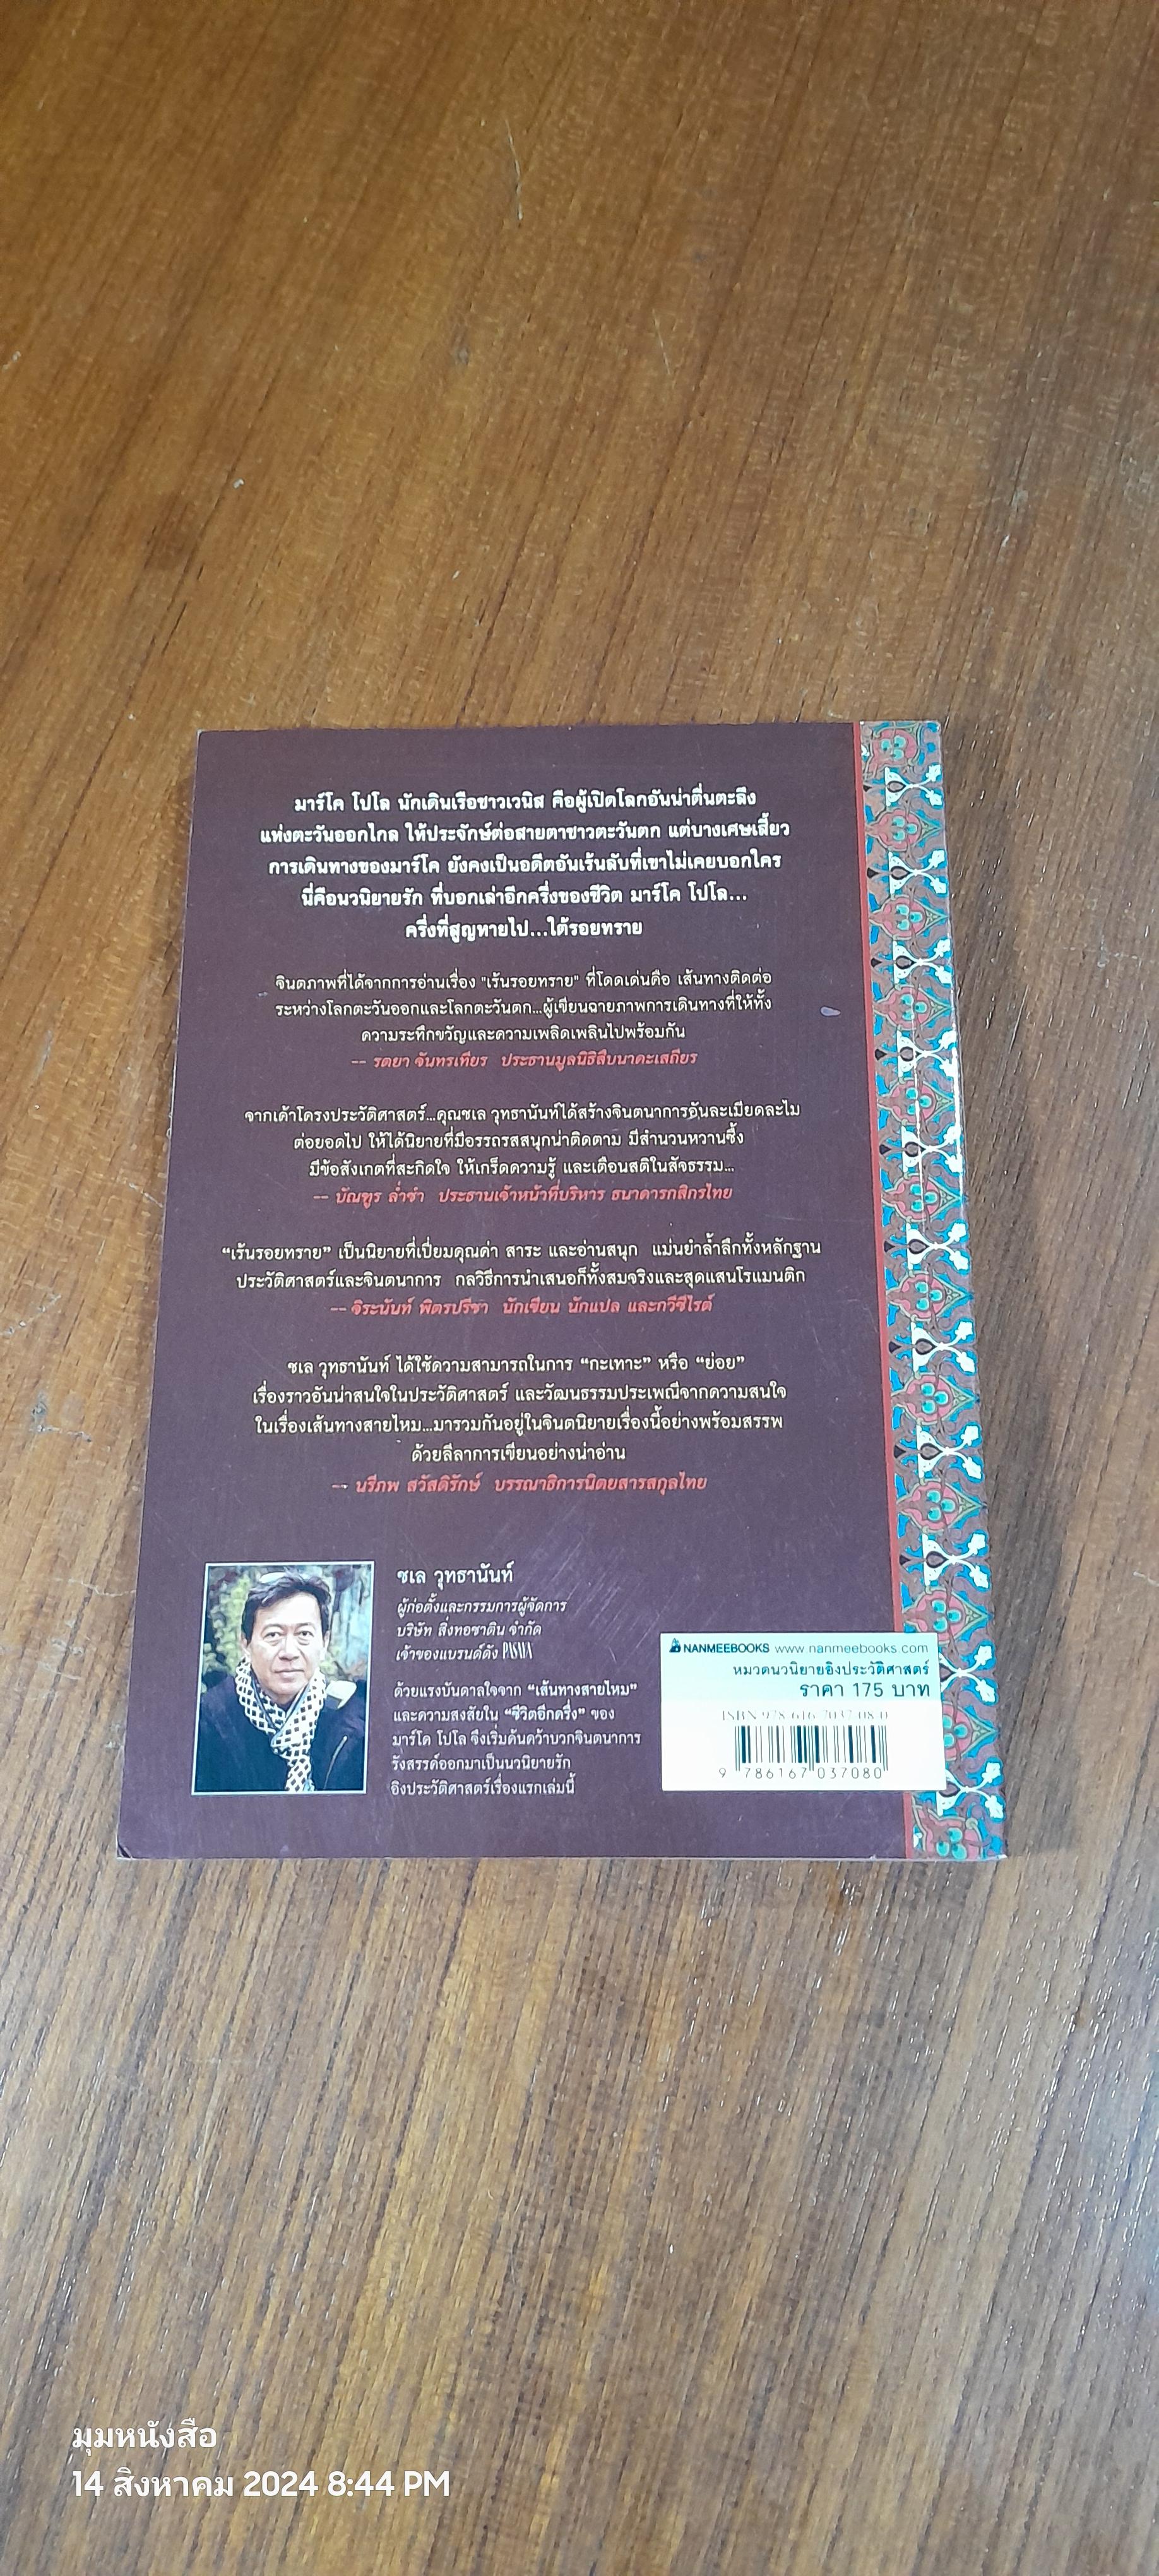 มาร์โค โปโล นักเดินเรือชาวเวนิส คือผู้เปิดโลกอันน่าตื่นตะลึง
แห่งตะวันออกไกล ให้ประจักษ์ต่อสายตาชาวตะวันตก แต่บางเศษเสี้ยว
การเดินทางของมาร์โค ยังคงเป็นอดีตอันเร้นลับที่เขาไม่เคยบอกใคร
นี่คือนวนิยายรัก ที่บอกเล่าอีกครึ่งของชีวิต มาร์โค โปโล...
ครึ่งที่สูญหายไป...ใต้รอยทราย
จินตภาพที่ได้จากการอ่านเรื่อง "เร้นรอยทราย" ที่โดดเด่นคือ เส้นทางติดต่อ
ระหว่างโลกตะวันออกและโลกตะวันตก...ผู้เขียนฉายภาพการเดินทางที่ให้ทั้ง
ความระทึกขวัญและความเพลิดเพลินไปพร้อมกัน
-- รตยา จันทรเทียร ประธานมูลนิธิสืบนาคะเสถียร
จากเค้าโครงประวัติศาสตร์...คุณชเล วุทธานันท์ได้สร้างจินตนาการอันละเมียดละไม
ต่อยอดไป ให้ได้นิยายที่มีอรรถรสสนุกน่าติดตาม มีสำนวนหวานซึ้ง
มีข้อสังเกตที่สะกิดใจ ให้เกร็ดความรู้ และเตือนสติในสัจธรรม...
-- บัณฑูร ล่ำซำ ประธานเจ้าหน้าที่บริหาร ธนาคารกสิกรไทย
“เร้นรอยทราย” เป็นนิยายที่เปี่ยมคุณค่า สาระ และอ่านสนุก แม่นยำล้ำลึกทั้งหลักฐาน
ประวัติศาสตร์และจินตนาการ กลวิธีการนำเสนอก็ทั้งสมจริงและสุดแสนโรแมนติก
-- จิระนันท์ พิตรปรีชา นักเขียน นักแปล และกวีซีไรต์
ชเล วุทธานันท์ ได้ใช้ความสามารถในการ “กะเทาะ” หรือ “ย่อย”
เรื่องราวอันน่าสนใจในประวัติศาสตร์ และวัฒนธรรมประเพณีจากความสนใจ
ในเรื่องเส้นทางสายไหม...มารวมกันอยู่ในจินตนิยายเรื่องนี้อย่างพร้อมสรรพ
ด้วยลีลาการเขียนอย่างน่าอ่าน
-- นรีภพ สวัสดิรักษ์ บรรณาธิการนิตยสารสกุลไทย
ชเล วุทธานันท์
ผู้ก่อตั้งและกรรมการผู้จัดการ
บริษัท สิ่งทอซาติน จำกัด
เจ้าของแบรนด์ดัง PASAYA
ด้วยแรงบันดาลใจจาก “เส้นทางสายไหม”
และความสงสัยใน “ชีวิตอีกครึ่ง” ของ
มาร์โค โปโล จึงเริ่มค้นคว้าบวกจินตนาการ
รังสรรค์ออกมาเป็นนวนิยายรัก
อิงประวัติศาสตร์เรื่องแรกเล่มนี้
NANMEEBOOKS www.nanmeebooks.com
หมวดนวนิยายอิงประวัติศาสตร์
ราคา 175 บาท
ISBN 978-616-7037-08-0
9 786167 037080
มุมหนังสือ
14 สิงหาคม 2024 8:44 PM